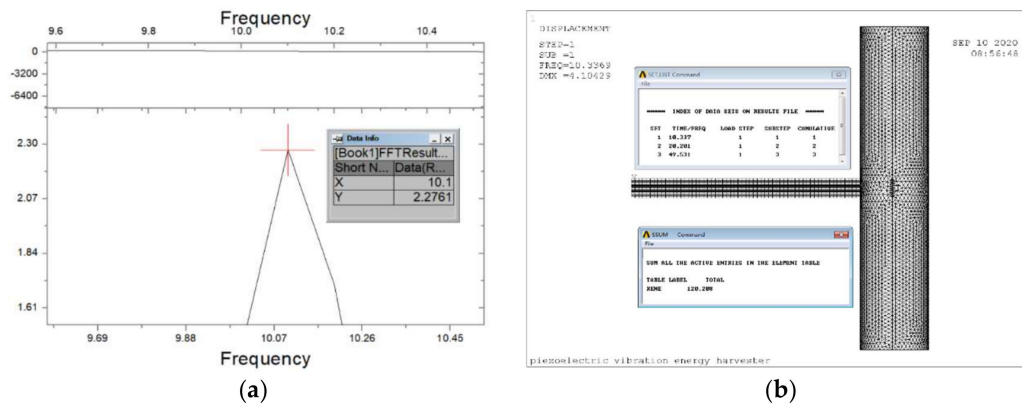 Frequency
9.6 9.8 10.0 10.2 10.4
0
-3200
-6400
2.30
2.07
1.84
1.61
Data Info
[Book1]FFTResult...
Short N... Data(R...
X 10.1
Y 2.2761
9.69 9.88 10.07 10.26 10.45
Frequency
(a)
1
DISPLACEMENT
STEP=1
SUB =1
FREQ=10.3369
DMX =4.10429
SEP 10 2020
08:56:48
SET,LIST Command
File
***** INDEX OF DATA SETS ON RESULTS FILE *****
SET TIME/FREQ LOAD STEP SUBSTEP CUMULATIVE
1 10.337 1 1 1
2 20.201 1 2 2
3 47.531 1 3 3
SSUM Command
File
SUM ALL THE ACTIVE ENTRIES IN THE ELEMENT TABLE
TABLE LABEL TOTAL
KENE 120.208
piezoelectric vibration energy harvester
(b)